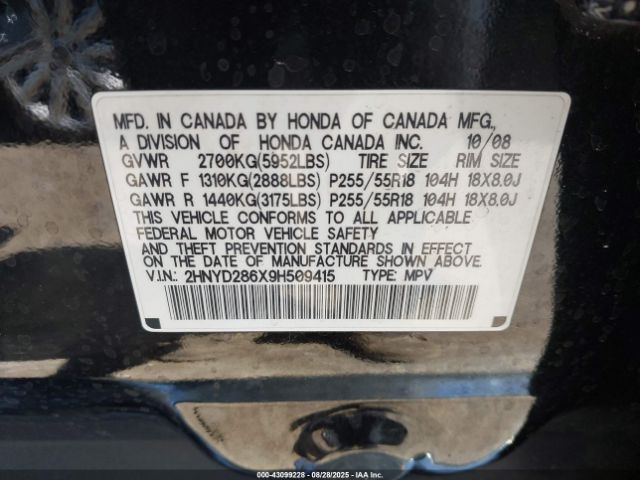 MFD. IN CANADA BY HONDA OF CANADA MFG.,
A DIVISION OF HONDA CANADA INC. 10/08
GVWR 2700KG(5952LBS) TIRE SIZE RIM SIZE
GAWR F 1310KG(2888LBS) P255/55R18 104H 18X8.0J
GAWR R 1440KG(3175LBS) P255/55R18 104H 18X8.0J
THIS VEHICLE CONFORMS TO ALL APPLICABLE
FEDERAL MOTOR VEHICLE SAFETY
AND THEFT PREVENTION STANDARDS IN EFFECT
ON THE DATE OF MANUFACTURE SHOWN ABOVE.
V.I.N.: 2HNYD286X9H509415 TYPE: MPV
000-43099228 - 08/28/2025 - IAA Inc.